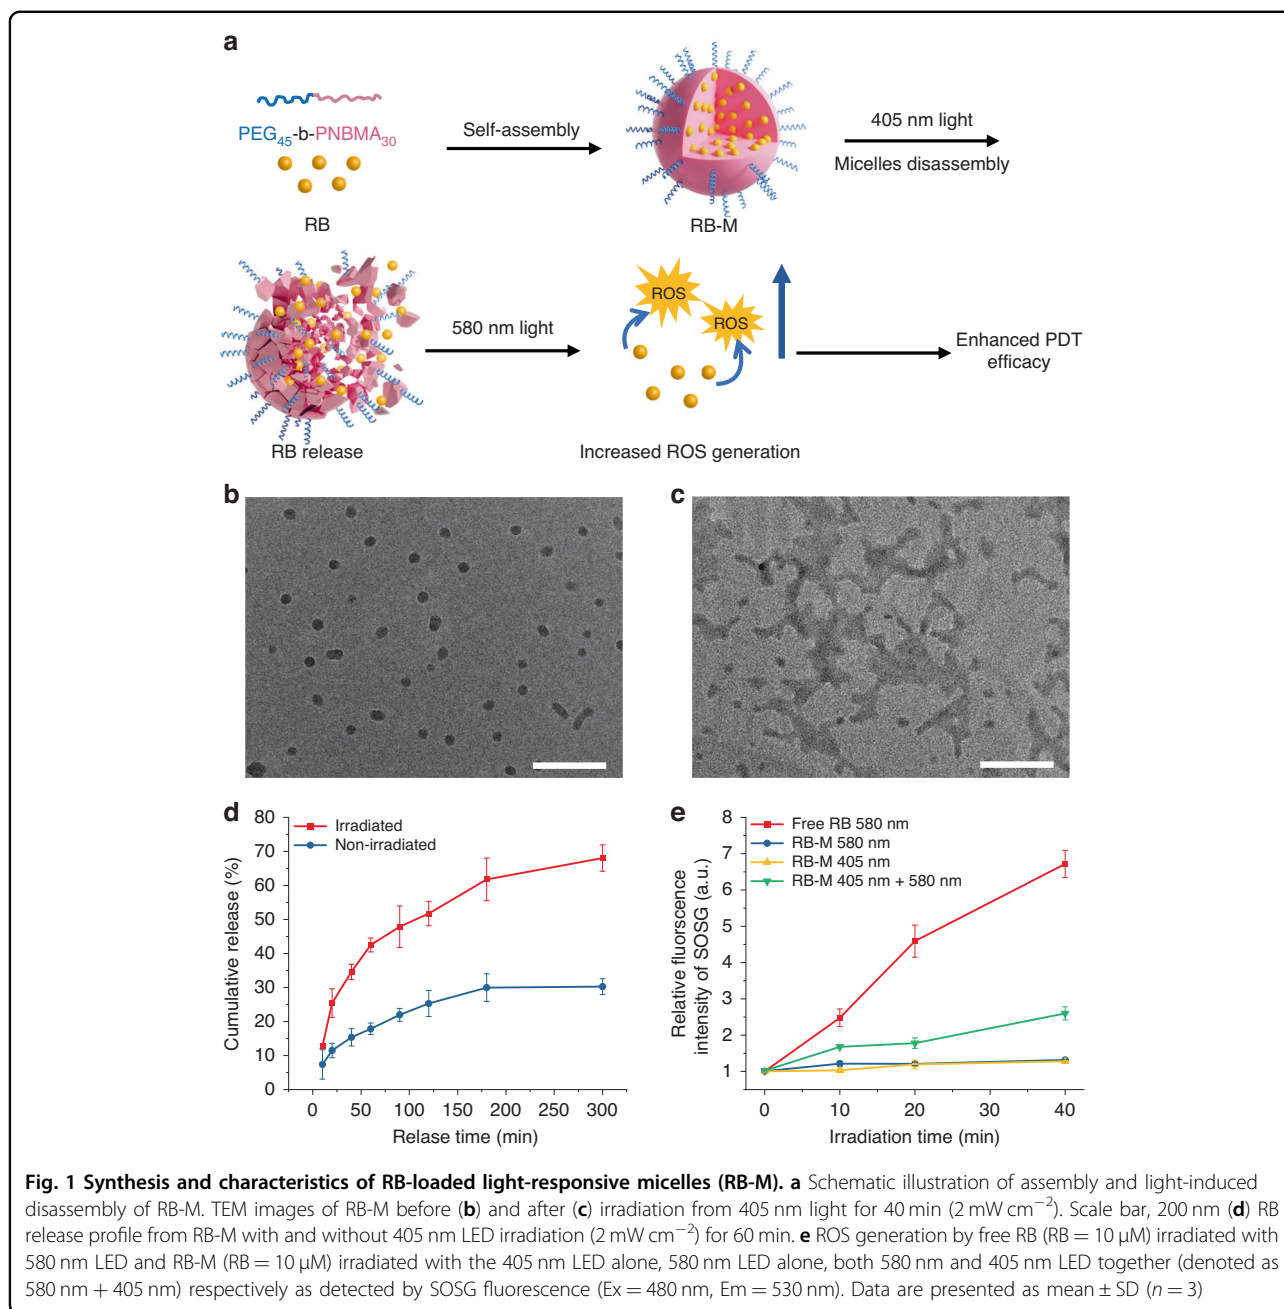 a
PEG₄₅-b-PNBMA₃₀
RB
Self-assembly
RB-M
405 nm light
Micelles disassembly
RB release
580 nm light
ROS
ROS
Increased ROS generation
Enhanced PDT
efficacy
b
c
d
Cumulative release (%)
80
70
60
50
40
30
20
10
0
Irradiated
Non-irradiated
0
50
100
150
200
250
300
Relase time (min)
e
Relative fluorescence
intensity of SOSG (a.u.)
8
7
6
5
4
3
2
1
Free RB 580 nm
RB-M 580 nm
RB-M 405 nm
RB-M 405 nm + 580 nm
0
10
20
30
40
Irradiation time (min)
Fig. 1 Synthesis and characteristics of RB-loaded light-responsive micelles (RB-M). a Schematic illustration of assembly and light-induced
disassembly of RB-M. TEM images of RB-M before (b) and after (c) irradiation from 405 nm light for 40 min (2 mW cm⁻²). Scale bar, 200 nm (d) RB
release profile from RB-M with and without 405 nm LED irradiation (2 mW cm⁻²) for 60 min. e ROS generation by free RB (RB = 10 μM) irradiated with
580 nm LED and RB-M (RB = 10 μM) irradiated with the 405 nm LED alone, 580 nm LED alone, both 580 nm and 405 nm LED together (denoted as
580 nm + 405 nm) respectively as detected by SOSG fluorescence (Ex = 480 nm, Em = 530 nm). Data are presented as mean ± SD (n = 3)